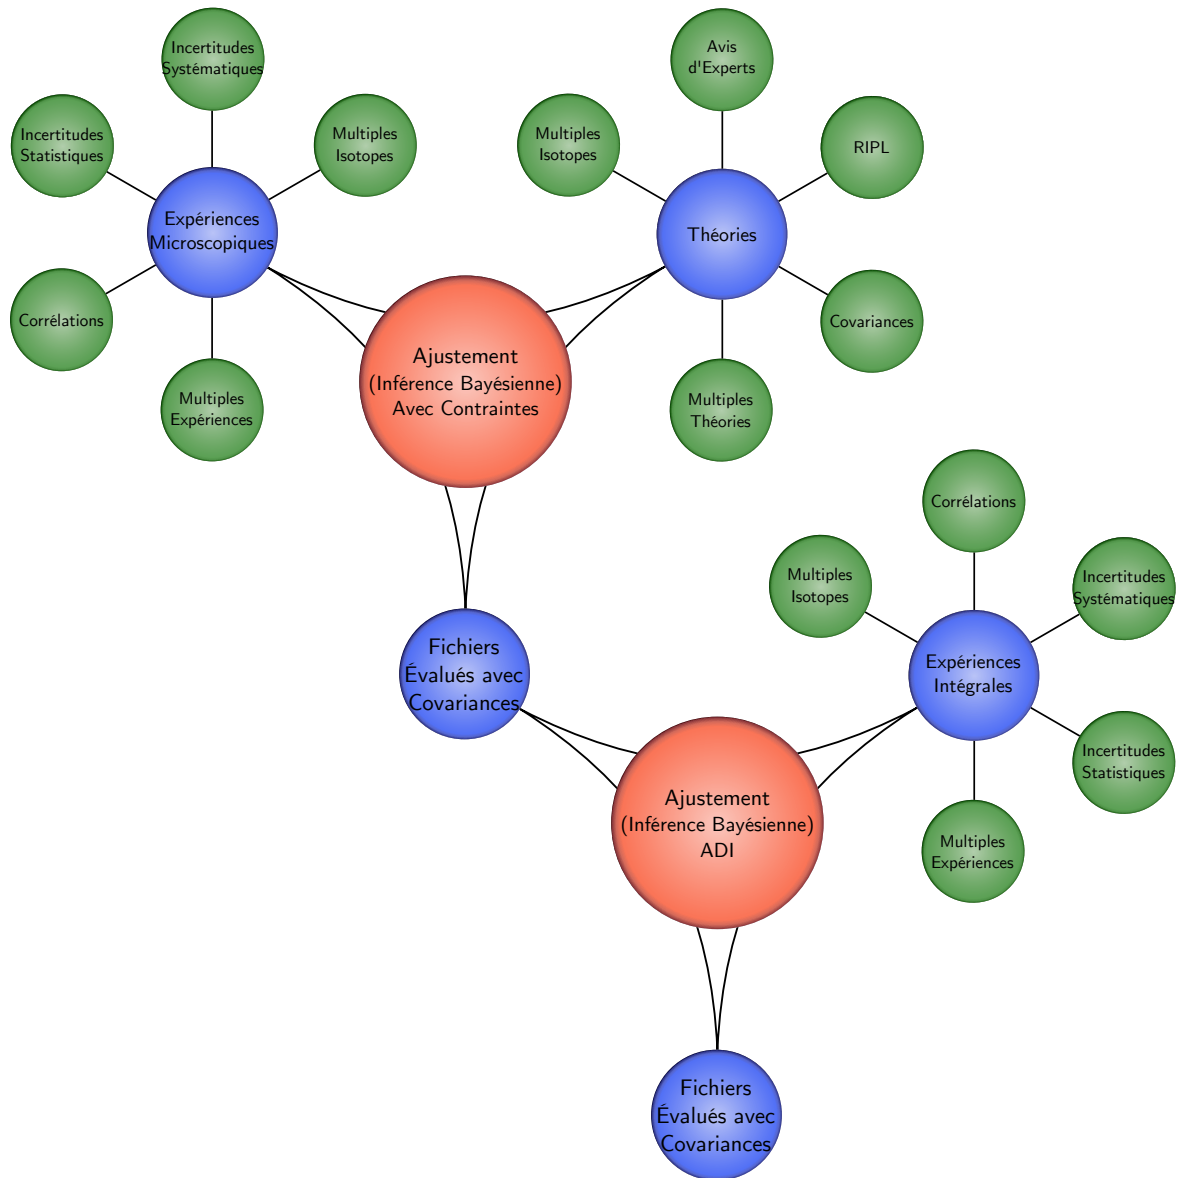 Incertitudes
Systématiques
Incertitudes
Statistiques
Multiples
Isotopes
Expériences
Microscopiques
Corrélations
Multiples
Expériences
Avis
d'Experts
Multiples
Isotopes
RIPL
Théories
Covariances
Multiples
Théories
Ajustement
(Inférence Bayésienne)
Avec Contraintes
Fichiers
Évalués avec
Covariances
Corrélations
Multiples
Isotopes
Incertitudes
Systématiques
Expériences
Intégrales
Incertitudes
Statistiques
Multiples
Expériences
Ajustement
(Inférence Bayésienne)
ADI
Fichiers
Évalués avec
Covariances